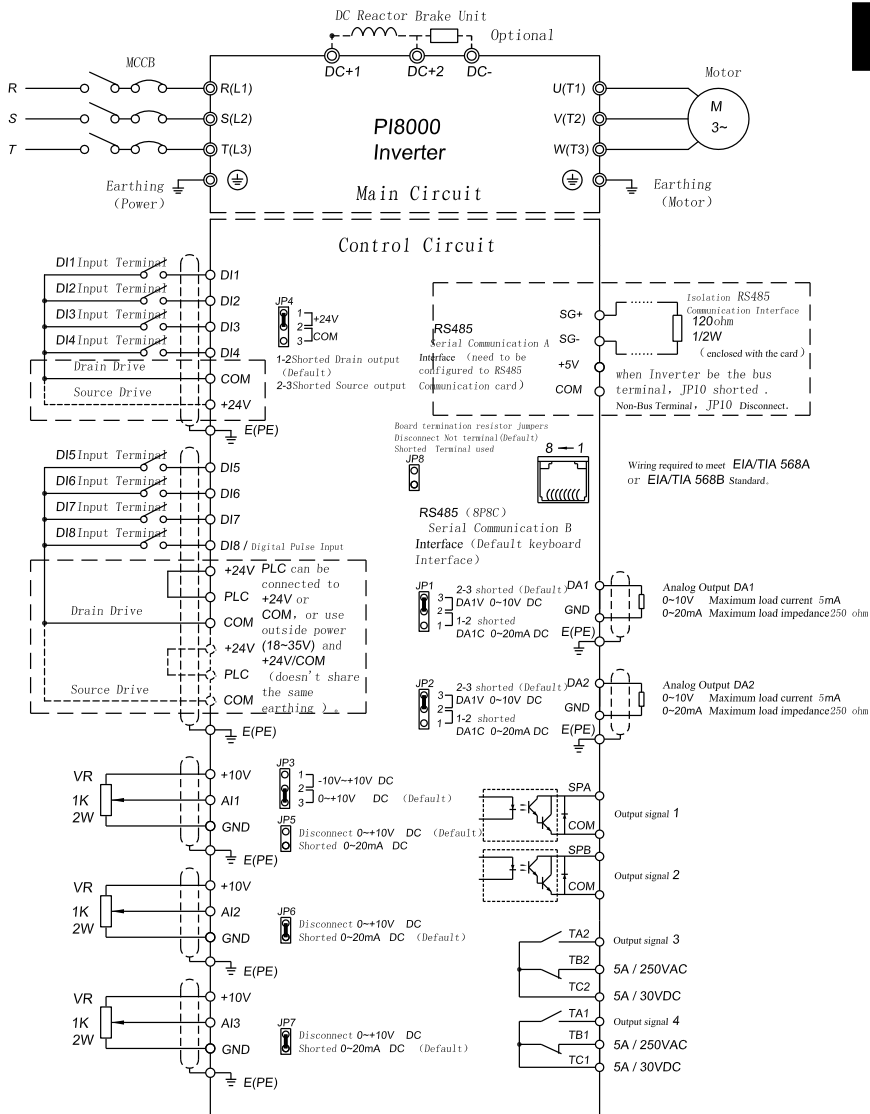 DC Reactor Brake Unit
Optional
MCCB
DC+1
DC+2
DC-
Motor
R
R(L1)
U(T1)
S
S(L2)
V(T2)
T
T(L3)
W(T3)
M
3~
PI8000
Inverter
Earthing
(Power)
Main Circuit
Earthing
(Motor)
Control Circuit
DI1 Input Terminal
DI1
DI2 Input Terminal
DI2
DI3 Input Terminal
DI3
DI4 Input Terminal
DI4
Drain Drive
COM
Source Drive
+24V
E(PE)
JP4
1
2
3
+24V
COM
1-2Shorted Drain output
(Default)
2-3Shorted Source output
RS485
Serial Communication A
Interface (need to be
configured to RS485
Communication card)
SG+
SG-
+5V
COM
Isolation RS485
Communication Interface
120ohm
1/2W
(enclosed with the card)
when Inverter be the bus
terminal, JP10 shorted .
Non-Bus Terminal, JP10 Disconnect.
Board termination resistor jumpers
Disconnect Not terminal(Default)
Shorted Terminal used
JP8
8
1
RS485 (8P8C)
Serial Communication B
Interface (Default keyboard
Interface)
Wiring required to meet EIA/TIA 568A
or EIA/TIA 568B Standard。
DI5 Input Terminal
DI5
DI6 Input Terminal
DI6
DI7 Input Terminal
DI7
DI8 Input Terminal
DI8 / Digital Pulse Input
+24V
PLC
Drain Drive
COM
+24V
PLC
Source Drive
COM
E(PE)
PLC can be
connected to
+24V or
COM, or use
outside power
(18~35V) and
+24V/COM
(doesn't share
the same
earthing )。
JP1
3
2
1
2-3 shorted (Default)
DA1V 0~10V DC
1-2 shorted
DA1C 0~20mA DC
DA1
GND
E(PE)
Analog Output DA1
0~10V Maximum load current 5mA
0~20mA Maximum load impedance250 ohm
JP2
3
2
1
2-3 shorted (Default)
DA1V 0~10V DC
1-2 shorted
DA1C 0~20mA DC
DA2
GND
E(PE)
Analog Output DA2
0~10V Maximum load current 5mA
0~20mA Maximum load impedance250 ohm
VR
1K
2W
+10V
AI1
GND
E(PE)
JP3
1
2
3
-10V~+10V DC
0~+10V DC (Default)
JP5
Disconnect 0~+10V DC (Default)
Shorted 0~20mA DC
SPA
COM
Output signal 1
SPB
COM
Output signal 2
VR
1K
2W
+10V
AI2
GND
E(PE)
JP6
Disconnect 0~+10V DC
Shorted 0~20mA DC (Default)
TA2
Output signal 3
TB2
5A / 250VAC
TC2
5A / 30VDC
VR
1K
2W
+10V
AI3
GND
E(PE)
JP7
Disconnect 0~+10V DC
Shorted 0~20mA DC (Default)
TA1
Output signal 4
TB1
5A / 250VAC
TC1
5A / 30VDC